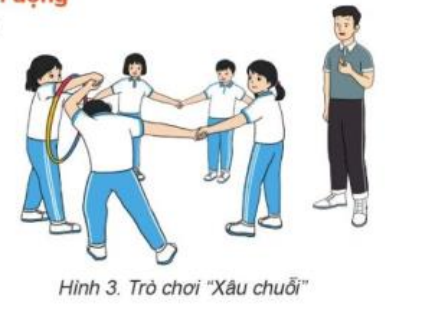 Hình 3. Trò chơi “Xâu chuỗi”